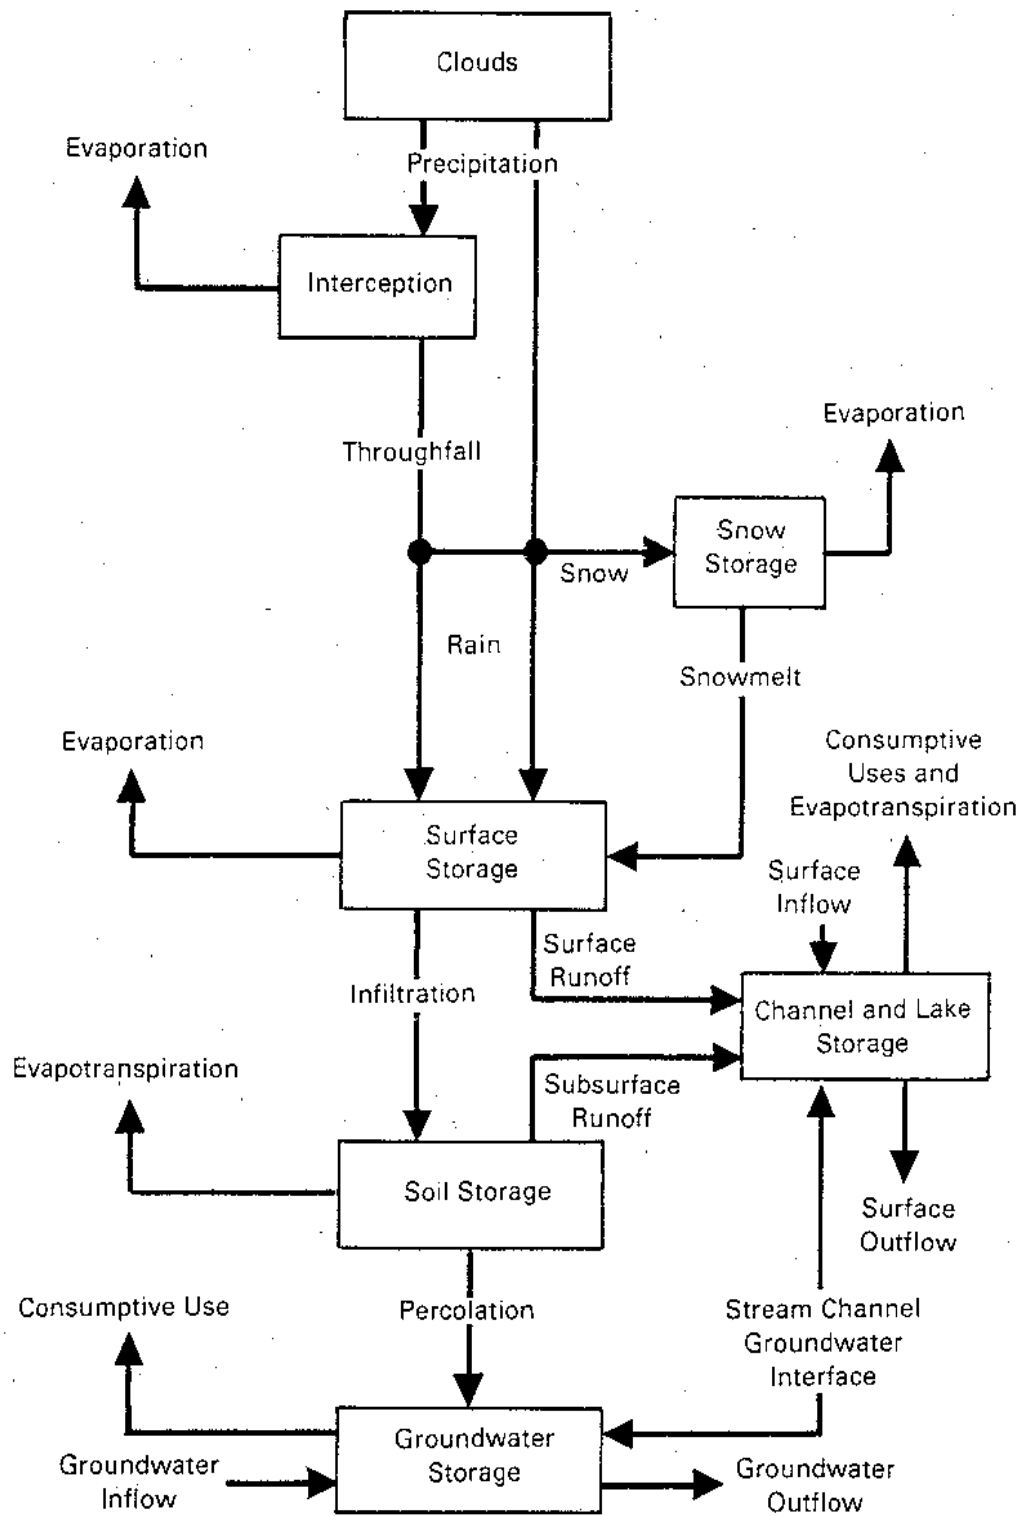 Clouds
Evaporation
Precipitation
Interception
Evaporation
Throughfall
Snow
Storage
Snow
Rain
Snowmelt
Evaporation
Consumptive
Uses and
Evapotranspiration
Surface
Storage
Surface
Inflow
Surface
Runoff
Infiltration
Channel and Lake
Storage
Evapotranspiration
Subsurface
Runoff
Soil Storage
Surface
Outflow
Consumptive Use
Percolation
Stream Channel
Groundwater
Interface
Groundwater
Storage
Groundwater
Inflow
Groundwater
Outflow